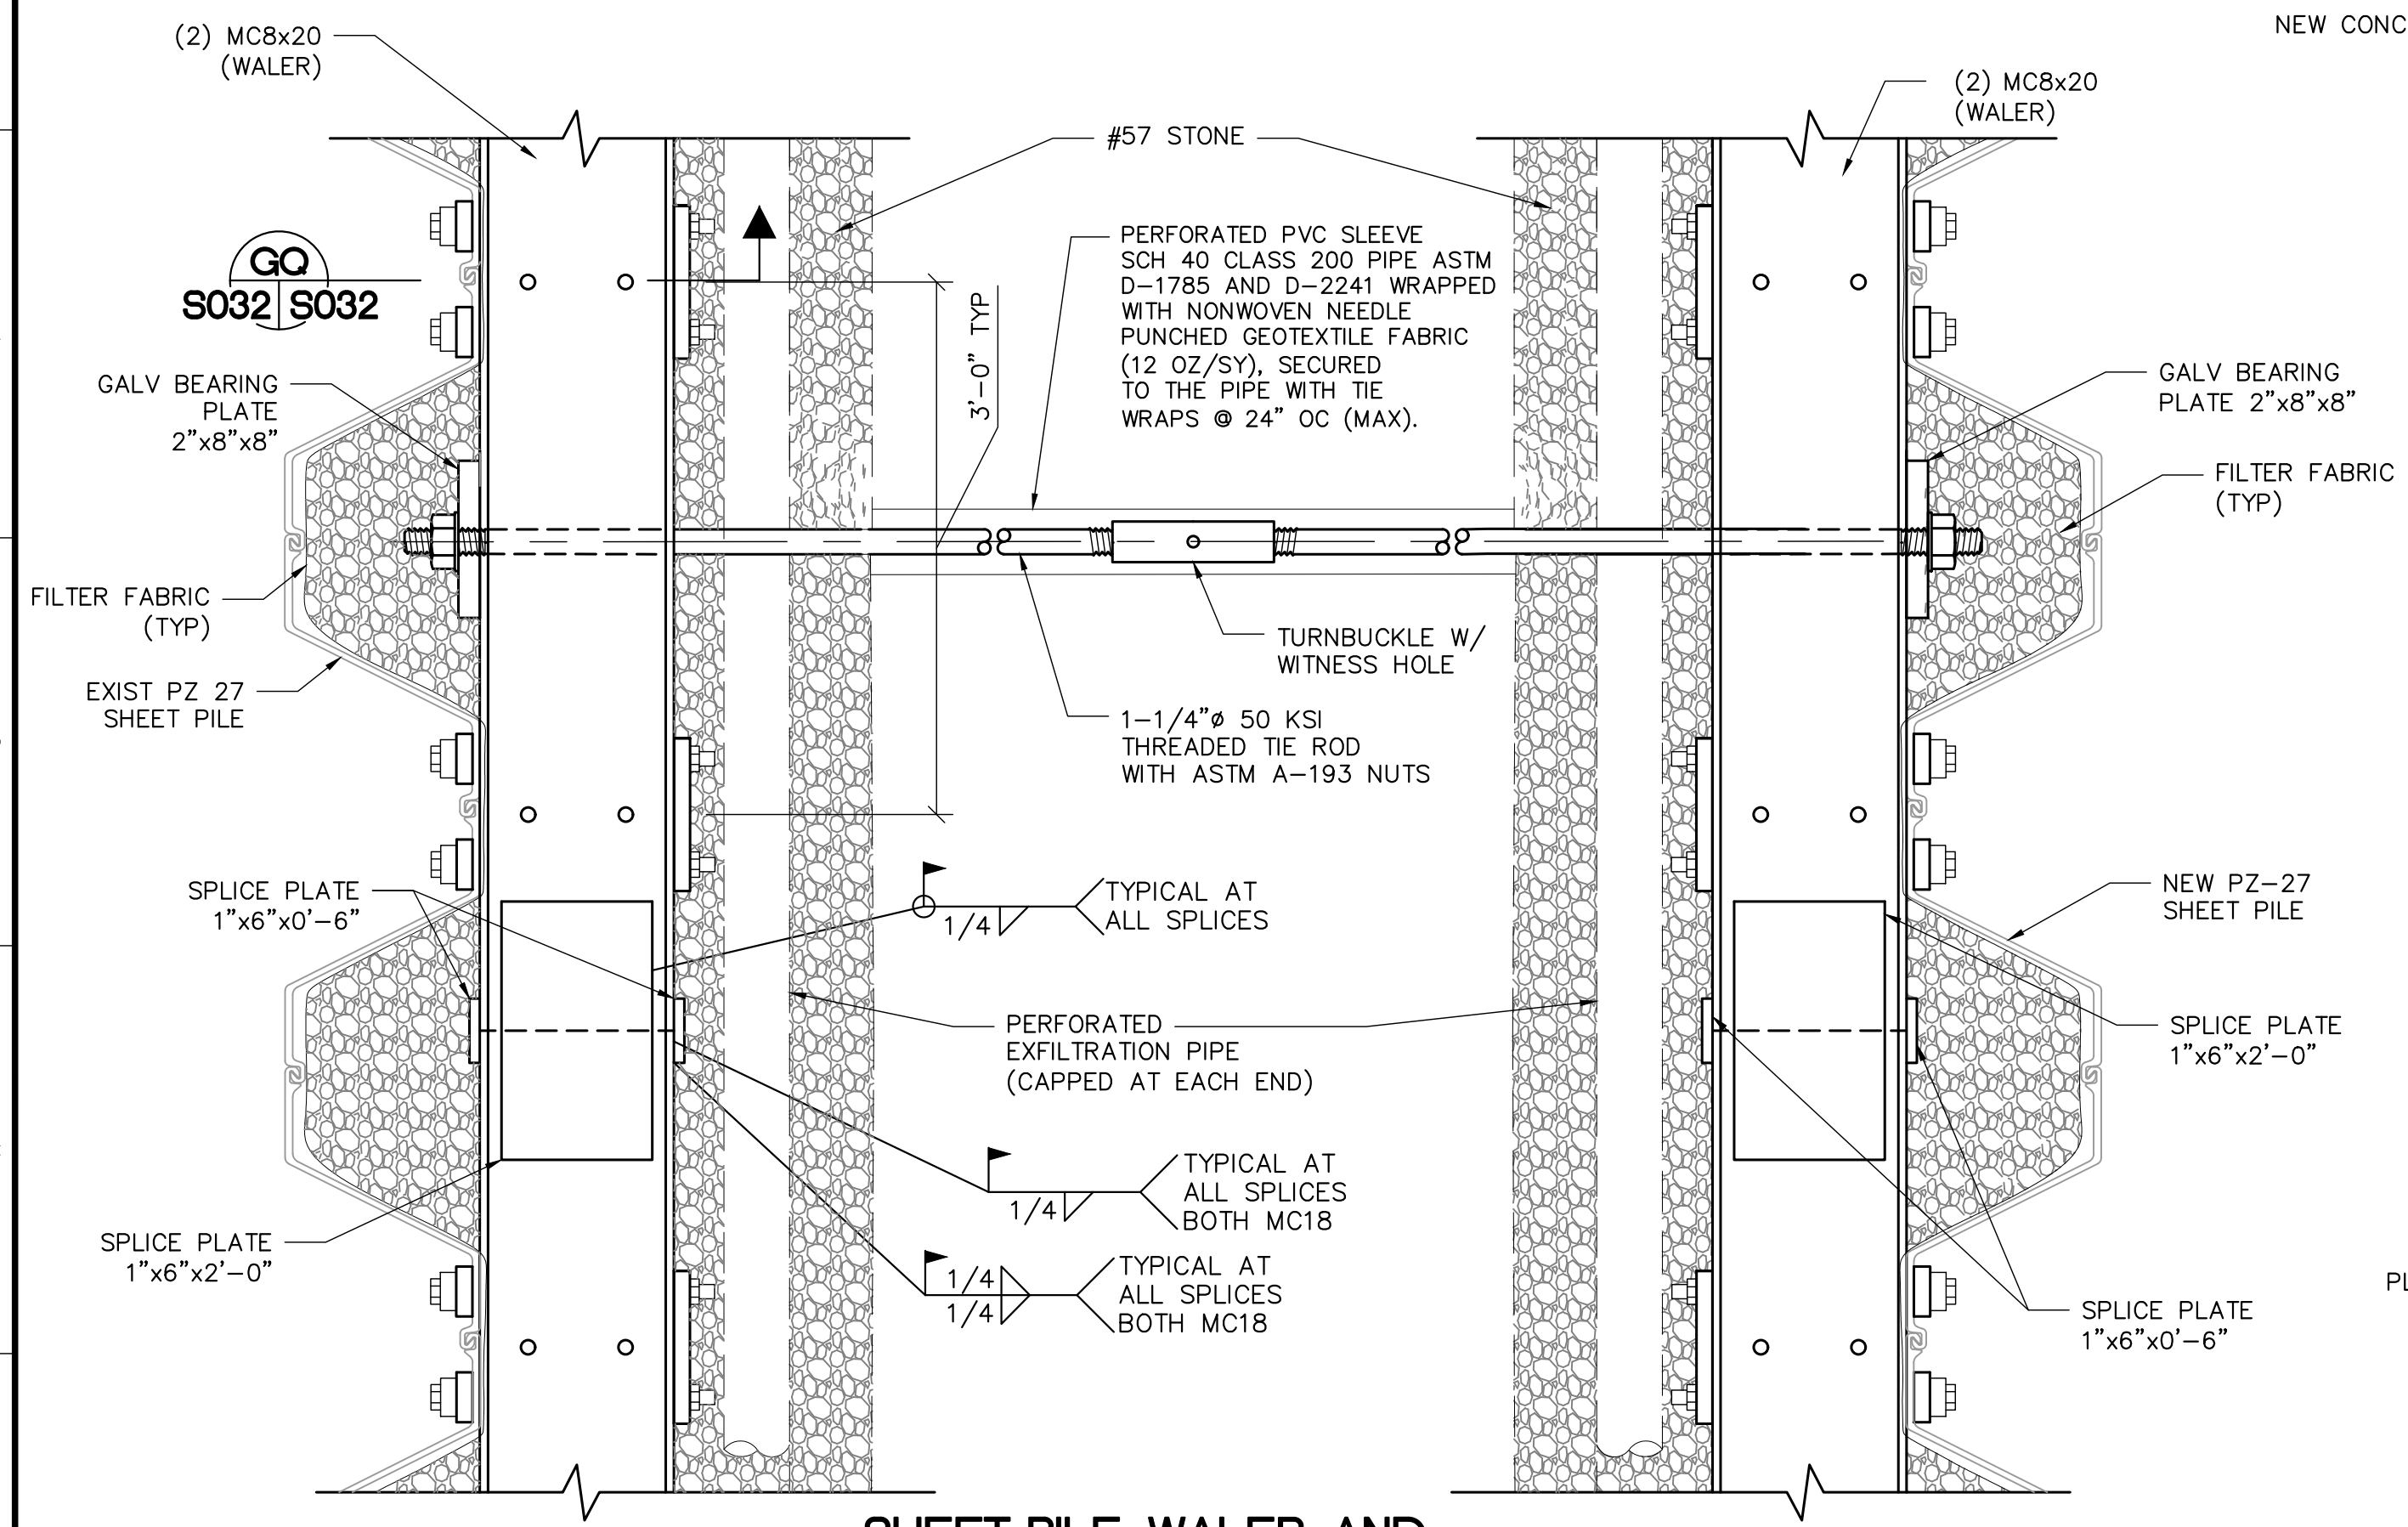 (2) MC8x20
(WALER)
NEW CONC
(2) MC8x20
(WALER)
#57 STONE
PERFORATED PVC SLEEVE
SCH 40 CLASS 200 PIPE ASTM
D-1785 AND D-2241 WRAPPED
WITH NONWOVEN NEEDLE
PUNCHED GEOTEXTILE FABRIC
(12 OZ/SY), SECURED
TO THE PIPE WITH TIE
WRAPS @ 24" OC (MAX).
GQ
S032 S032
3'-0" TYP
GALV BEARING
PLATE
2"x8"x8"
GALV BEARING
PLATE 2"x8"x8"
FILTER FABRIC
(TYP)
FILTER FABRIC
(TYP)
TURNBUCKLE W/
WITNESS HOLE
EXIST PZ 27
SHEET PILE
1-1/4"ø 50 KSI
THREADED TIE ROD
WITH ASTM A-193 NUTS
SPLICE PLATE
1"x6"x0'-6"
1/4
TYPICAL AT
ALL SPLICES
NEW PZ-27
SHEET PILE
PERFORATED
EXFILTRATION PIPE
(CAPPED AT EACH END)
SPLICE PLATE
1"x6"x2'-0"
1/4
TYPICAL AT
ALL SPLICES
BOTH MC18
SPLICE PLATE
1"x6"x2'-0"
1/4
1/4
TYPICAL AT
ALL SPLICES
BOTH MC18
SPLICE PLATE
1"x6"x0'-6"
SHEET PILE, WALER, AND